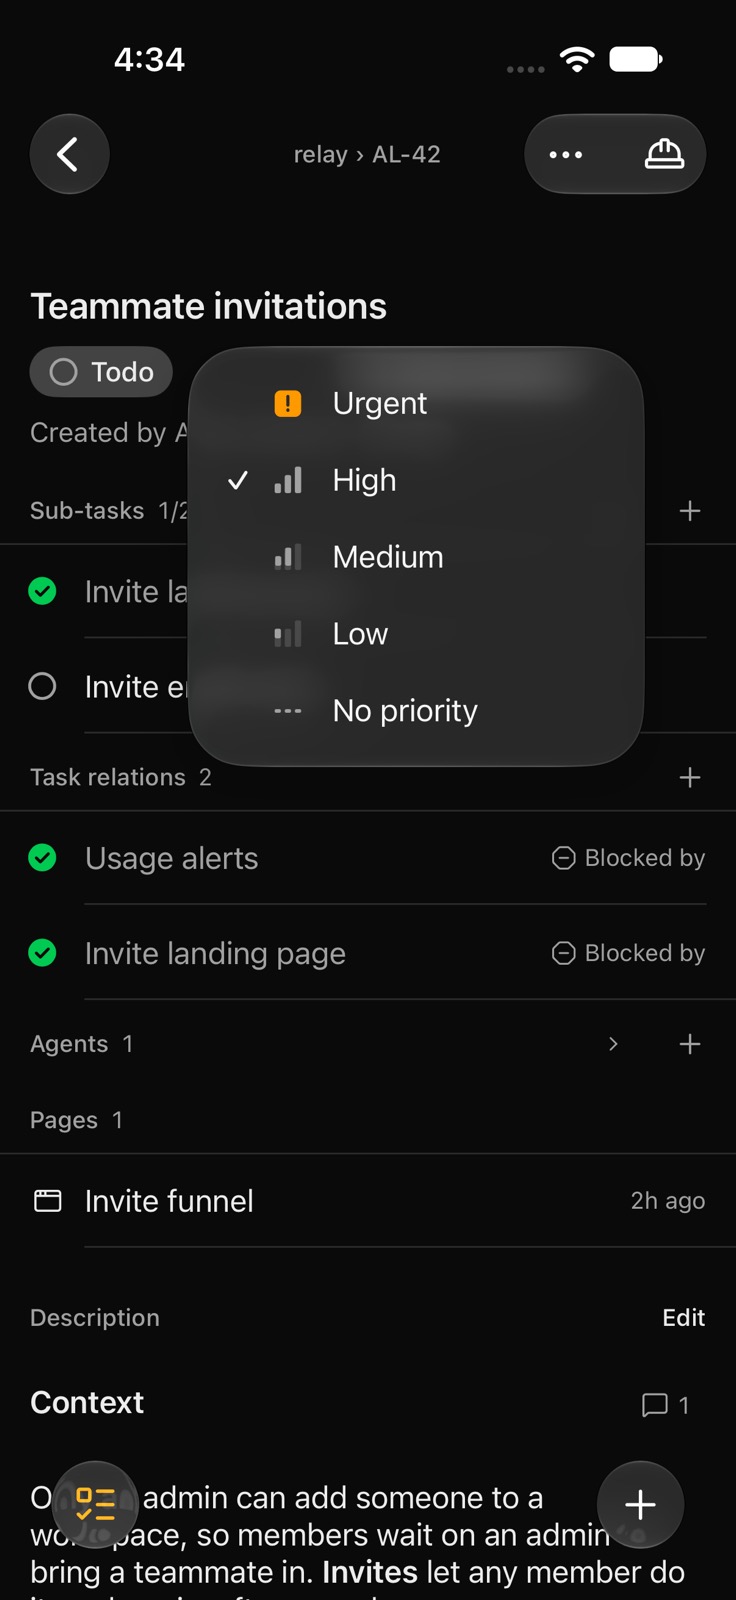 4:34
relay › AL-42
Teammate invitations
Todo
Urgent
Created by
High
Sub-tasks 1/2
Medium
Invite
Low
Invite
No priority
Task relations 2
Usage alerts Blocked by
Invite landing page Blocked by
Agents 1
Pages 1
Invite funnel 2h ago
Description Edit
Context 1
admin can add someone to a
so members wait on an admin
bring a teammate in. Invites let any member do